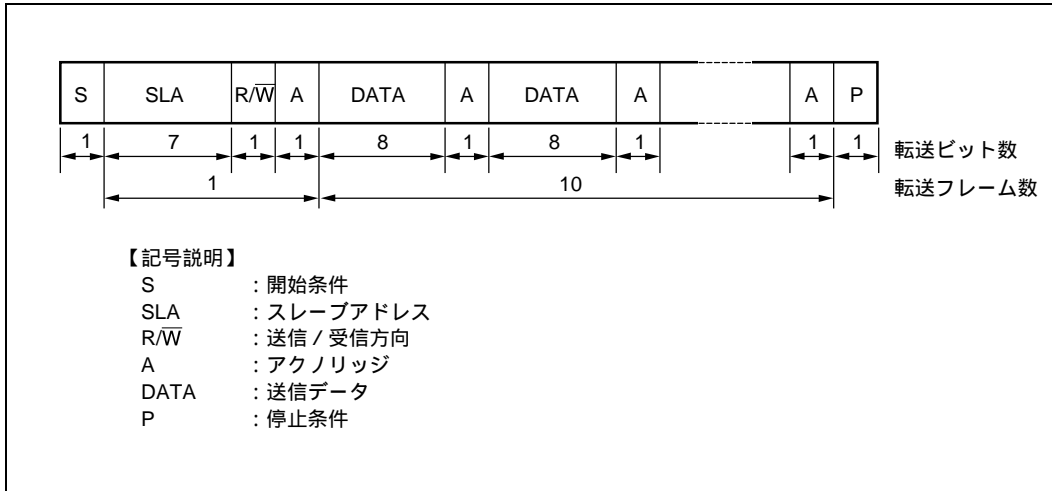 S SLA R/W̅ A DATA A DATA A A P
1 7 1 1 8 1 8 1 1 1 転送ビット数
1 10 転送フレーム数
【記号説明】
S :開始条件
SLA :スレーブアドレス
R/W̅ :送信/受信方向
A :アクノリッジ
DATA :送信データ
P :停止条件